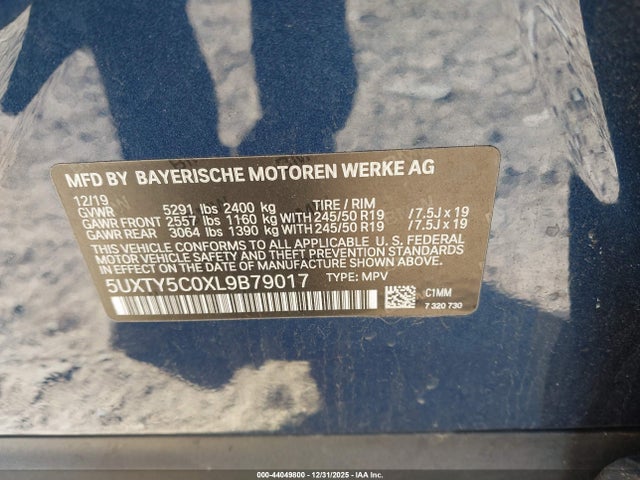 MFD BY BAYERISCHE MOTOREN WERKE AG
12/19
GVWR 5291 lbs 2400 kg TIRE / RIM
GAWR FRONT 2557 lbs 1160 kg WITH 245/50 R19 / 7.5J x 19
GAWR REAR 3064 lbs 1390 kg WITH 245/50 R19 / 7.5J x 19
THIS VEHICLE CONFORMS TO ALL APPLICABLE U. S. FEDERAL
MOTOR VEHICLE SAFETY AND THEFT PREVENTION STANDARDS
IN EFFECT ON THE DATE OF MANUFACTURE SHOWN ABOVE.
5UXTY5C0XL9B79017 TYPE: MPV
C1MM
7 320 730
000-44049800 - 12/31/2025 - IAAI Inc.